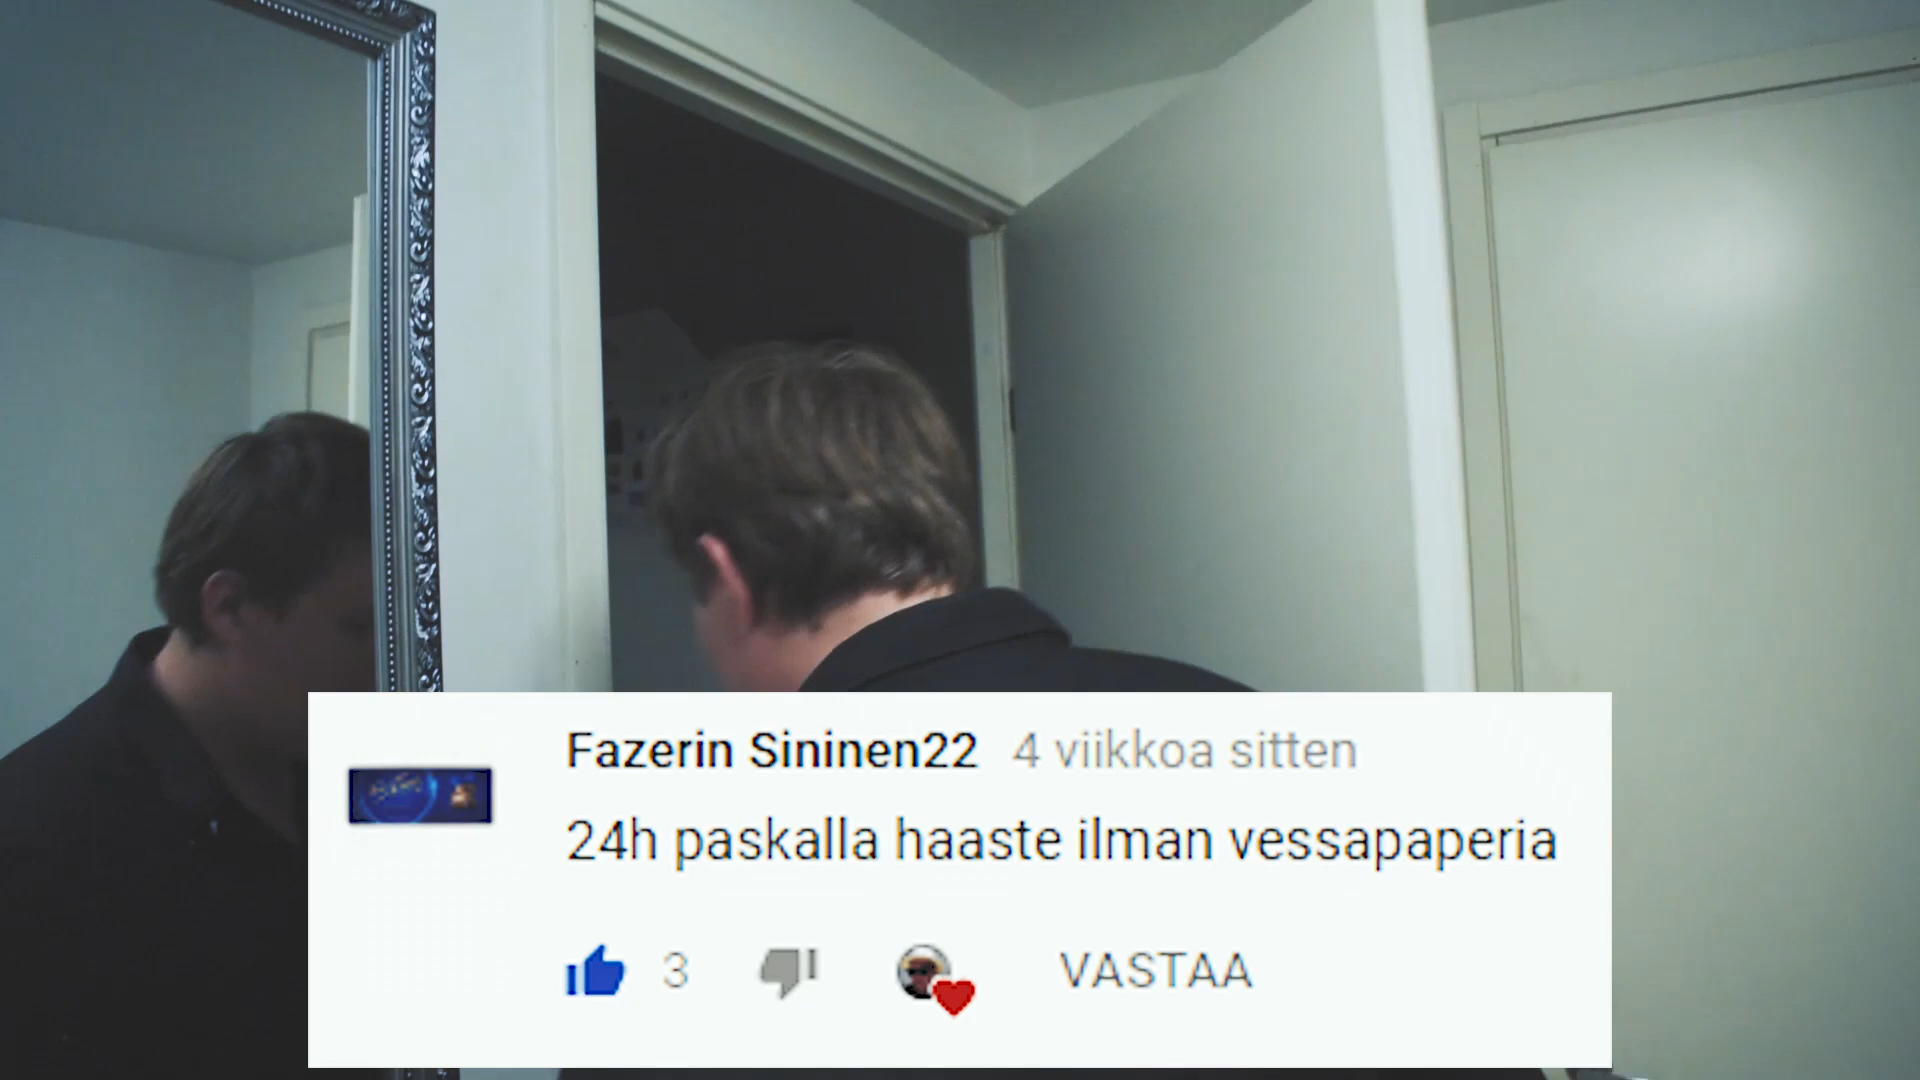 Fazerin Sininen22 4 viikkoa sitten
24h paskalla haaste ilman vessapaperia
3 VASTAA